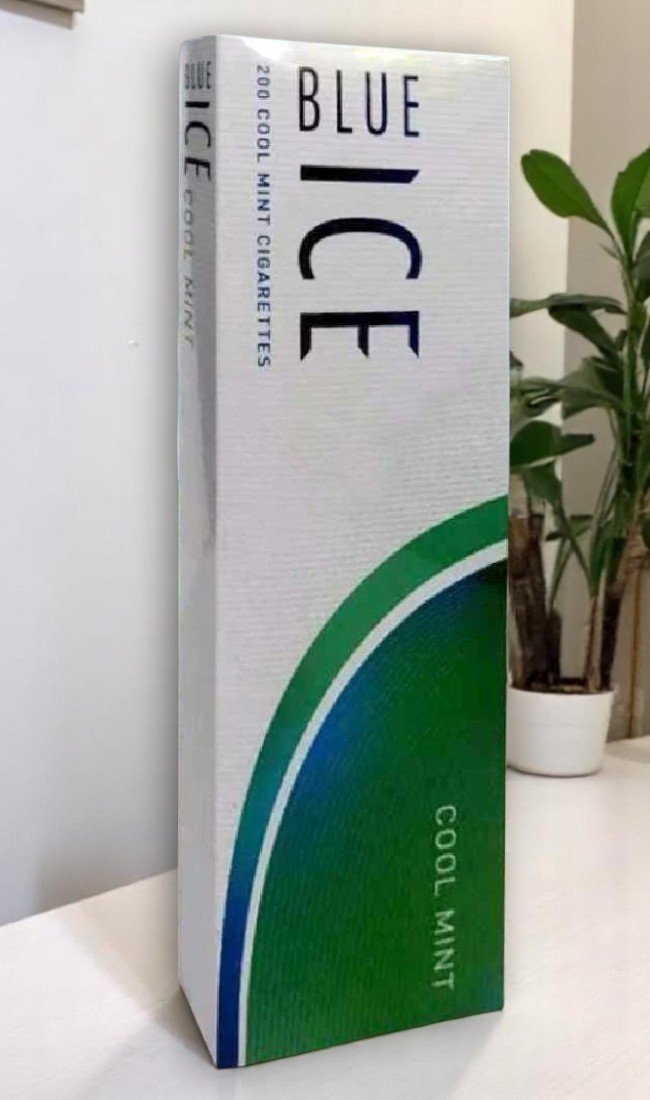 BLUE
ICE
200 COOL MINT CIGARETTES
COOL MINT
BLUE
ICE COOL MINT